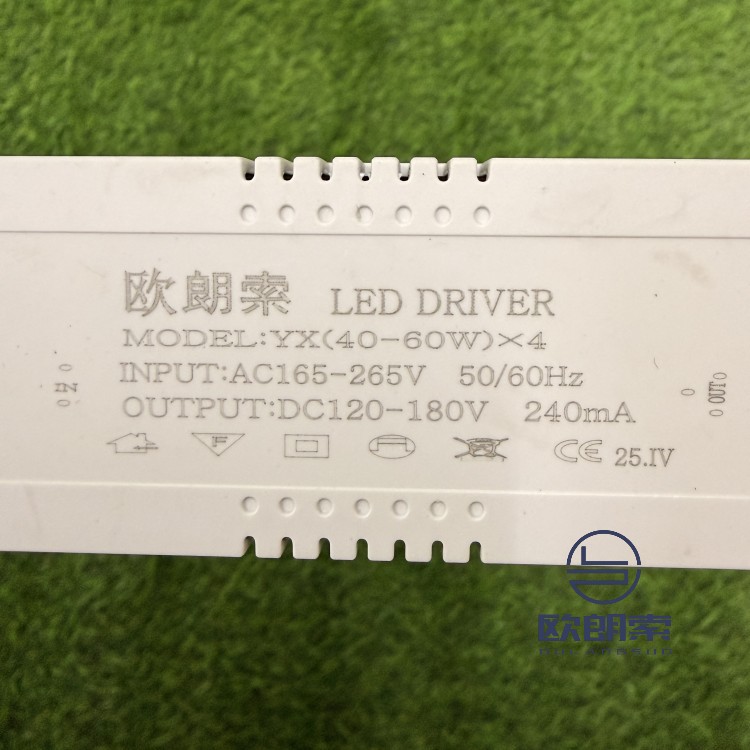 欧朗索 LED DRIVER
MODEL:YX(40-60W)×4
INPUT:AC165-265V 50/60Hz
OUTPUT:DC120-180V 240mA
F CE 25.IV
IN
OUT
欧朗索